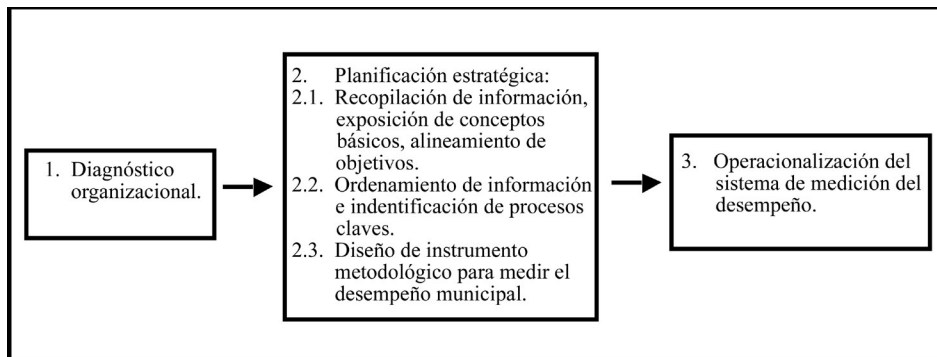 1. Diagnóstico
organizacional.
2. Planificación estratégica:
2.1. Recopilación de información,
exposición de conceptos
básicos, alineamiento de
objetivos.
2.2. Ordenamiento de información
e indentificación de procesos
claves.
2.3. Diseño de instrumento
metodológico para medir el
desempeño municipal.
3. Operacionalización del
sistema de medición del
desempeño.